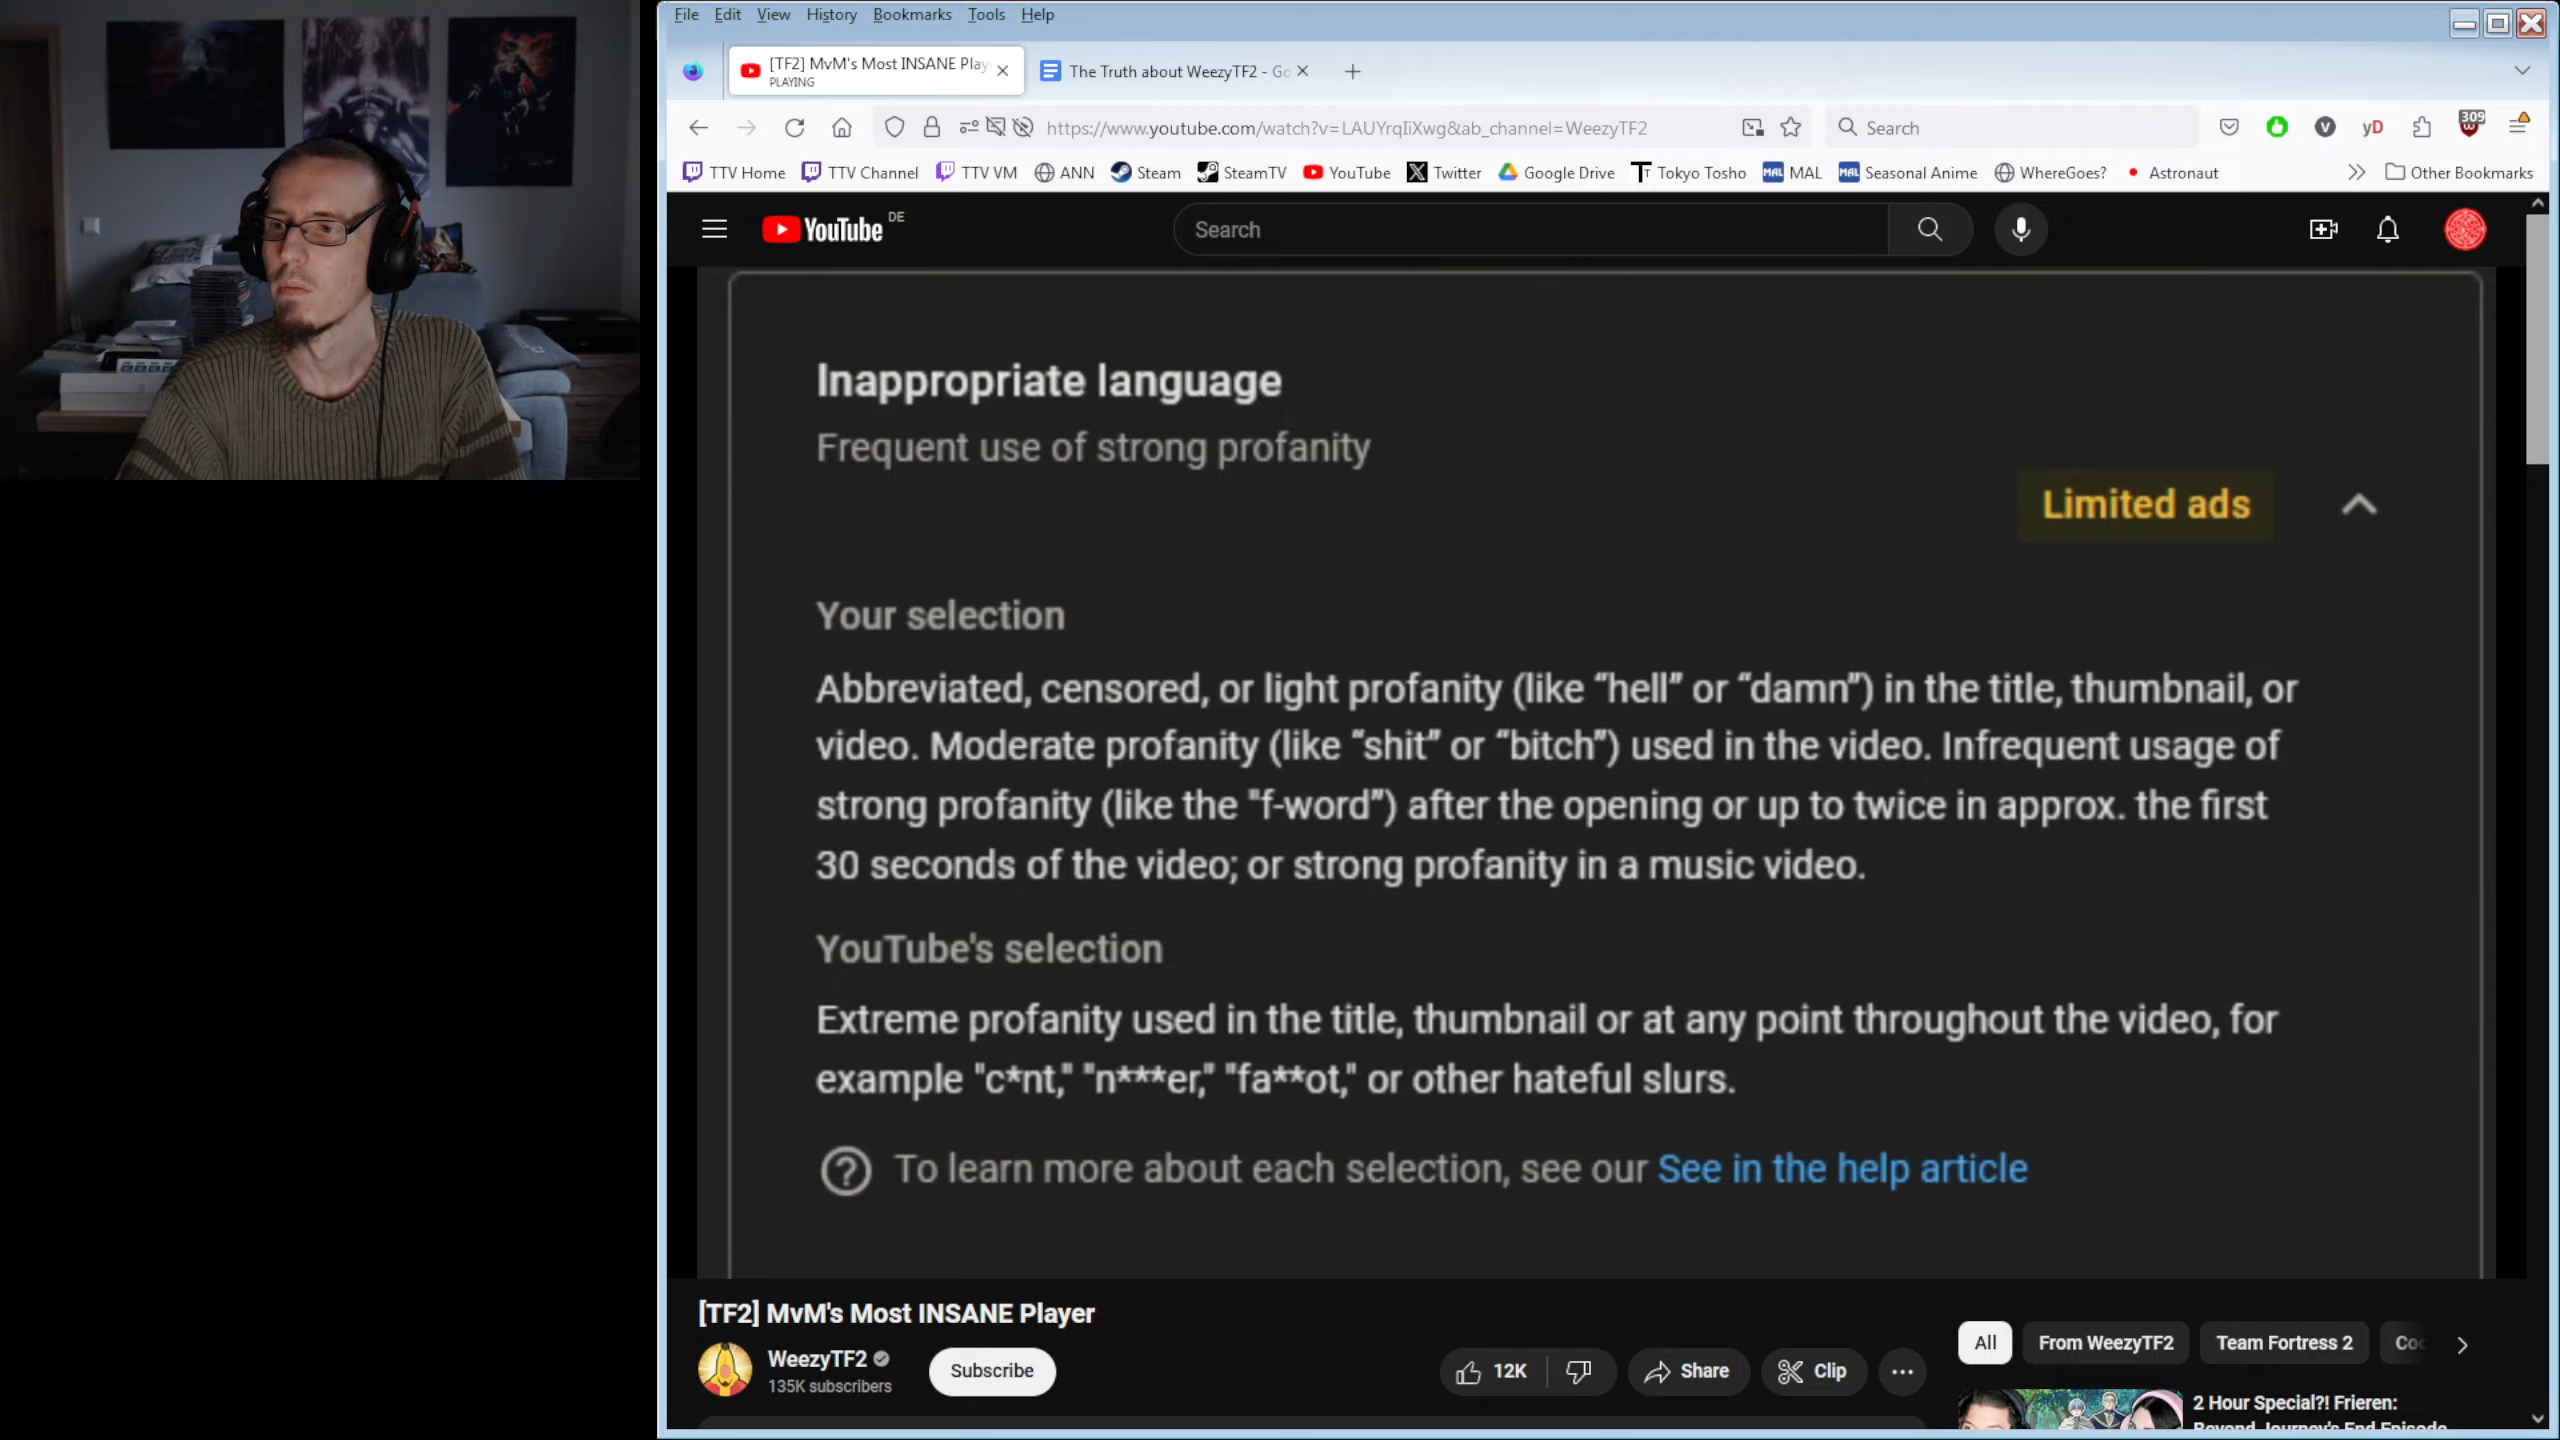 File Edit View History Bookmarks Tools Help
[TF2] MvM's Most INSANE Play
PLAYING
The Truth about WeezyTF2 - Go
https://www.youtube.com/watch?v=LAUYrqIiXwg&ab_channel=WeezyTF2
Search
309
TTV Home TTV Channel TTV VM ANN Steam SteamTV YouTube Twitter Google Drive Tokyo Tosho MAL Seasonal Anime WhereGoes? Astronaut Other Bookmarks
YouTube DE
Search
Inappropriate language
Frequent use of strong profanity
Limited ads
Your selection
Abbreviated, censored, or light profanity (like “hell” or “damn”) in the title, thumbnail, or
video. Moderate profanity (like “shit” or “bitch”) used in the video. Infrequent usage of
strong profanity (like the "f-word”) after the opening or up to twice in approx. the first
30 seconds of the video; or strong profanity in a music video.
YouTube's selection
Extreme profanity used in the title, thumbnail or at any point throughout the video, for
example "c*nt," "n***er," "fa**ot," or other hateful slurs.
To learn more about each selection, see our See in the help article
[TF2] MvM's Most INSANE Player
WeezyTF2
135K subscribers
Subscribe
12K
Share
Clip
All
From WeezyTF2
Team Fortress 2
2 Hour Special?! Frieren:
Beyond Journey's End Episode